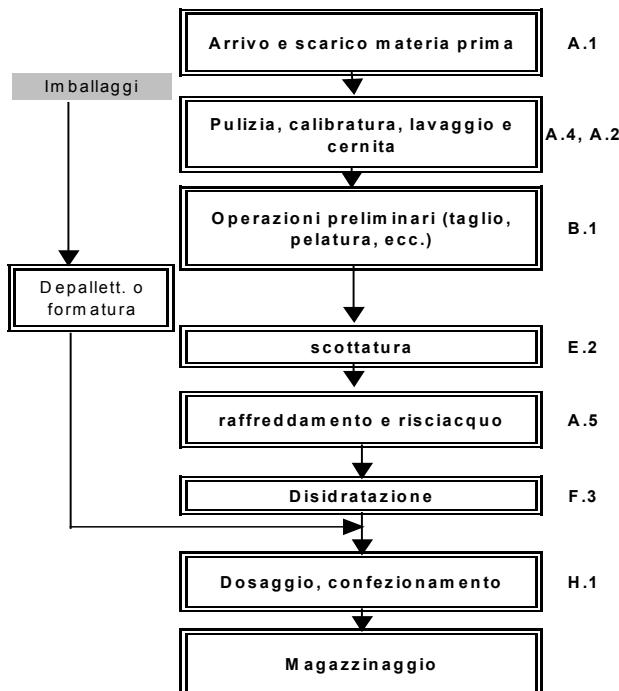 Arrivo e scarico materia prima
A.1
Imballaggi
Pulizia, calibratura, lavaggio e
cernita
A.4, A.2
Operazioni preliminari (taglio,
pelatura, ecc.)
B.1
Depallett. o
formatura
scottatura
E.2
raffreddamento e risciacquo
A.5
Disidratazione
F.3
Dosaggio, confezionamento
H.1
Magazzinaggio